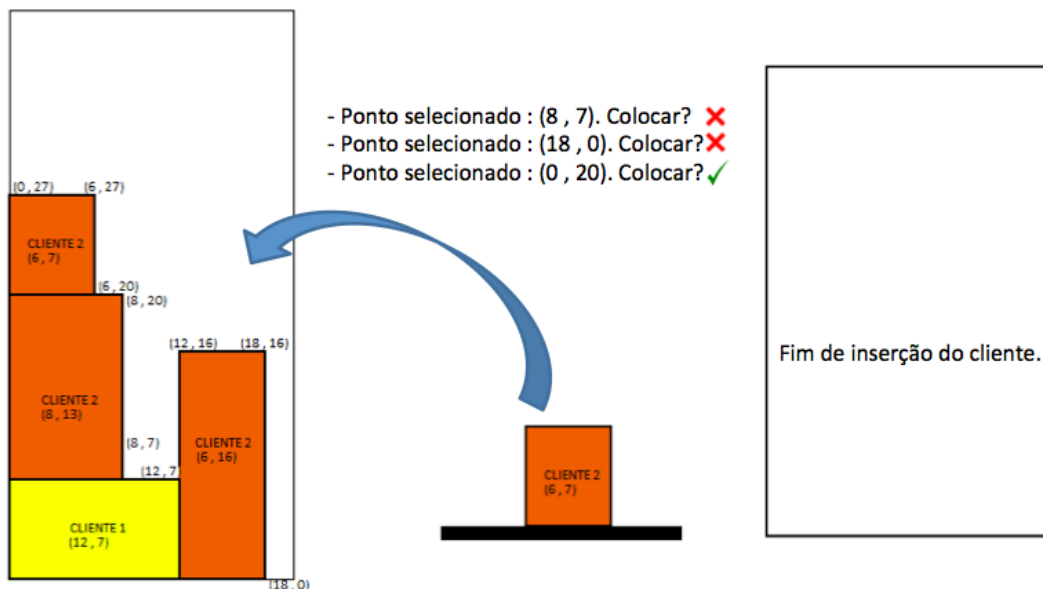 - Ponto selecionado : (8 , 7). Colocar?
- Ponto selecionado : (18 , 0). Colocar?
- Ponto selecionado : (0 , 20). Colocar?
(0 , 27) (6 , 27)
CLIENTE 2
(6 , 7)
(6 , 20)
(8 , 20)
(12 , 16) (18 , 16)
CLIENTE 2
(8 , 13)
(8 , 7)
(12 , 7)
CLIENTE 2
(6 , 16)
CLIENTE 1
(12 , 7)
(18 , 0)
CLIENTE 2
(6 , 7)
Fim de inserção do cliente.